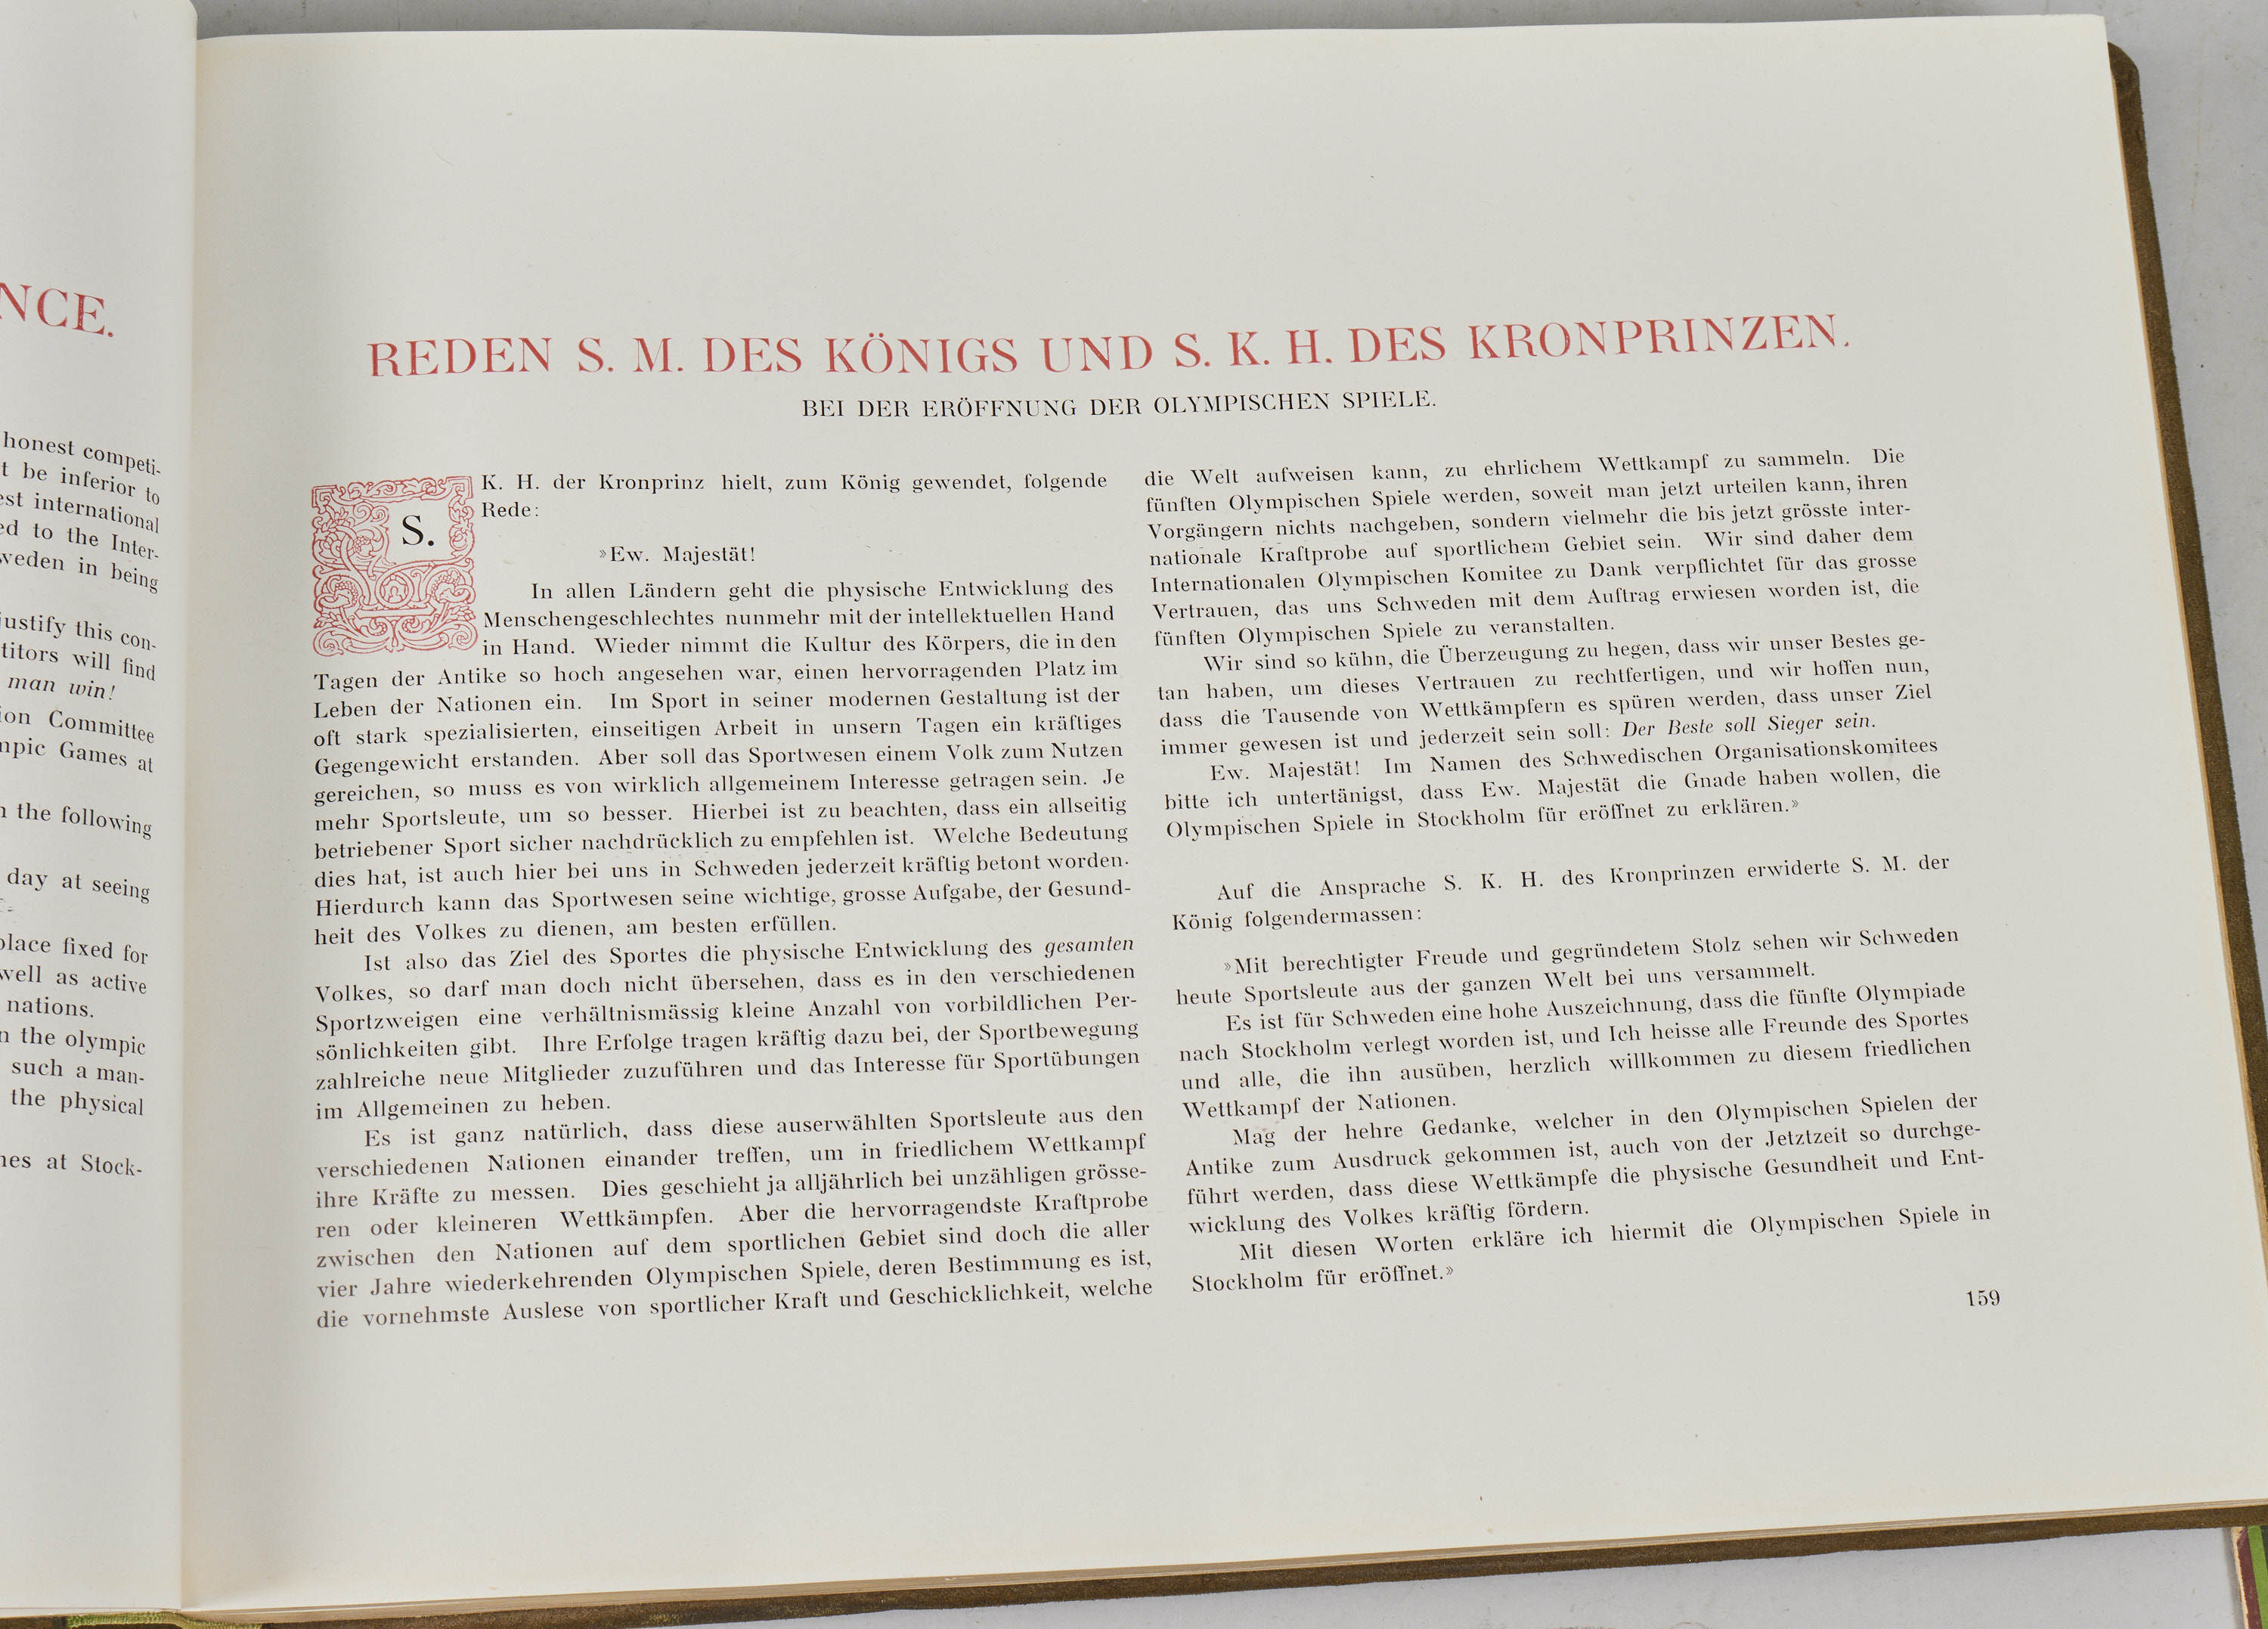 NCE.
honest competi-
t be inferior to
est international
ed to the Inter-
weden in being
justify this con-
titors will find
man win!
ion Committee
mpic Games at
n the following
day at seeing
place fixed for
well as active
nations.
n the olympic
such a man-
the physical
nes at Stock-
REDEN S. M. DES KÖNIGS UND S. K. H. DES KRONPRINZEN.
BEI DER ERÖFFNUNG DER OLYMPISCHEN SPIELE.
S. K. H. der Kronprinz hielt, zum König gewendet, folgende
Rede:
»Ew. Majestät!
In allen Ländern geht die physische Entwicklung des
Menschengeschlechtes nunmehr mit der intellektuellen Hand
in Hand. Wieder nimmt die Kultur des Körpers, die in den
Tagen der Antike so hoch angesehen war, einen hervorragenden Platz im
Leben der Nationen ein. Im Sport in seiner modernen Gestaltung ist der
oft stark spezialisierten, einseitigen Arbeit in unsern Tagen ein kräftiges
Gegengewicht erstanden. Aber soll das Sportwesen einem Volk zum Nutzen
gereichen, so muss es von wirklich allgemeinem Interesse getragen sein. Je
mehr Sportsleute, um so besser. Hierbei ist zu beachten, dass ein allseitig
betriebener Sport sicher nachdrücklich zu empfehlen ist. Welche Bedeutung
dies hat, ist auch hier bei uns in Schweden jederzeit kräftig betont worden.
Hierdurch kann das Sportwesen seine wichtige, grosse Aufgabe, der Gesund-
heit des Volkes zu dienen, am besten erfüllen.
Ist also das Ziel des Sportes die physische Entwicklung des gesamten
Volkes, so darf man doch nicht übersehen, dass es in den verschiedenen
Sportzweigen eine verhältnismässig kleine Anzahl von vorbildlichen Per-
sönlichkeiten gibt. Ihre Erfolge tragen kräftig dazu bei, der Sportbewegung
zahlreiche neue Mitglieder zuzuführen und das Interesse für Sportübungen
im Allgemeinen zu heben.
Es ist ganz natürlich, dass diese auserwählten Sportsleute aus den
verschiedenen Nationen einander treffen, um in friedlichem Wettkampf
ihre Kräfte zu messen. Dies geschieht ja alljährlich bei unzähligen grösse-
ren oder kleineren Wettkämpfen. Aber die hervorragendste Kraftprobe
zwischen den Nationen auf dem sportlichen Gebiet sind doch die aller
vier Jahre wiederkehrenden Olympischen Spiele, deren Bestimmung es ist,
die vornehmste Auslese von sportlicher Kraft und Geschicklichkeit, welche
die Welt aufweisen kann, zu ehrlichem Wettkampf zu sammeln. Die
fünften Olympischen Spiele werden, soweit man jetzt urteilen kann, ihren
Vorgängern nichts nachgeben, sondern vielmehr die bis jetzt grösste inter-
nationale Kraftprobe auf sportlichem Gebiet sein. Wir sind daher dem
Internationalen Olympischen Komitee zu Dank verpflichtet für das grosse
Vertrauen, das uns Schweden mit dem Auftrag erwiesen worden ist, die
fünften Olympischen Spiele zu veranstalten.
Wir sind so kühn, die Überzeugung zu hegen, dass wir unser Bestes ge-
tan haben, um dieses Vertrauen zu rechtfertigen, und wir hoffen nun,
dass die Tausende von Wettkämpfern es spüren werden, dass unser Ziel
immer gewesen ist und jederzeit sein soll: Der Beste soll Sieger sein.
Ew. Majestät! Im Namen des Schwedischen Organisationskomitees
bitte ich untertänigst, dass Ew. Majestät die Gnade haben wollen, die
Olympischen Spiele in Stockholm für eröffnet zu erklären.»
Auf die Ansprache S. K. H. des Kronprinzen erwiderte S. M. der
König folgendermassen:
»Mit berechtigter Freude und gegründetem Stolz sehen wir Schweden
heute Sportsleute aus der ganzen Welt bei uns versammelt.
Es ist für Schweden eine hohe Auszeichnung, dass die fünfte Olympiade
nach Stockholm verlegt worden ist, und Ich heisse alle Freunde des Sportes
und alle, die ihn ausüben, herzlich willkommen zu diesem friedlichen
Wettkampf der Nationen.
Mag der hehre Gedanke, welcher in den Olympischen Spielen der
Antike zum Ausdruck gekommen ist, auch von der Jetztzeit so durchge-
führt werden, dass diese Wettkämpfe die physische Gesundheit und Ent-
wicklung des Volkes kräftig fördern.
Mit diesen Worten erkläre ich hiermit die Olympischen Spiele in
Stockholm für eröffnet.»
159